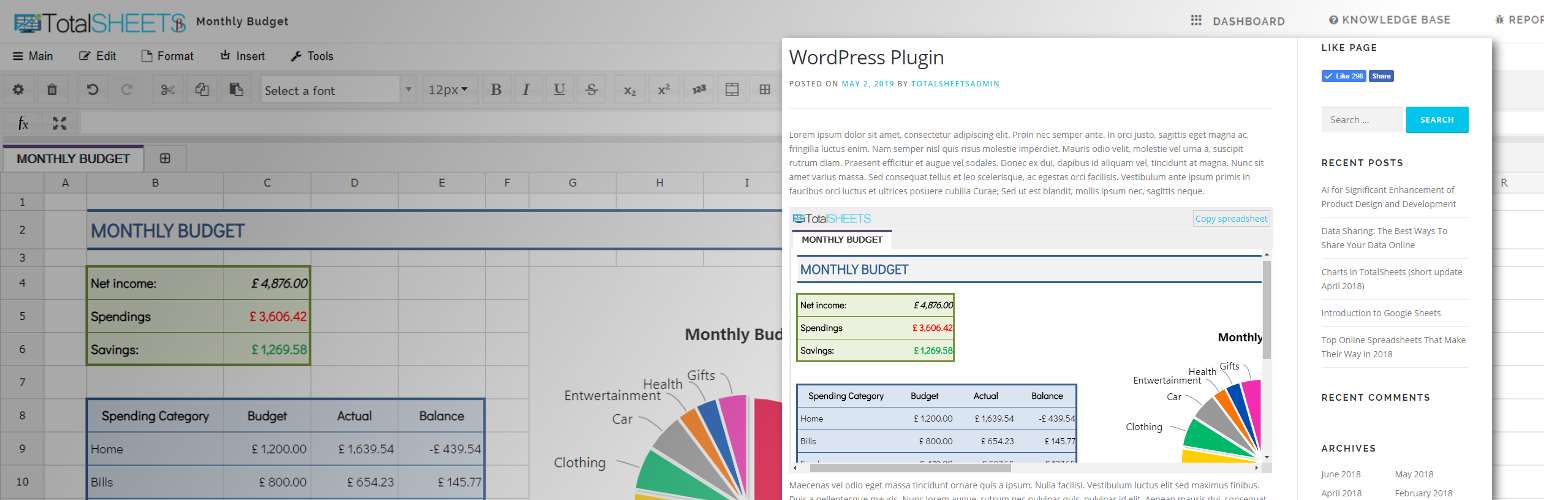 TotalSHEETS
β
Monthly Budget
DASHBOARD
KNOWLEDGE BASE
REPOR
Main
Edit
Format
Insert
Tools
Select a font
12px
B
I
U
S
x₂
x²
123
fx
MONTHLY BUDGET
A B C D E F G H I R
1
2 MONTHLY BUDGET
3
4 Net income: £ 4,876.00
5 Spendings £ 3,606.42
6 Savings: £ 1,269.58
7
8 Spending Category Budget Actual Balance
9 Home £ 1,200.00 £ 1,639.54 -£ 439.54
10 Bills £ 800.00 £ 654.23 £ 145.77
Monthly Bud
Gifts
Health
Entwertainment
Car
Clothing
WordPress Plugin
POSTED ON MAY 2, 2019 BY TOTALSHEETSADMIN
Lorem ipsum dolor sit amet, consectetur adipiscing elit. Proin nec semper ante. In orci justo, sagittis eget magna ac,
fringilla luctus enim. Nam semper nisl quis risus molestie imperdiet. Mauris odio velit, molestie vel urna a, suscipit
rutrum diam. Praesent efficitur et augue vel sodales. Donec ex dui, dapibus id aliquam vel, tincidunt at magna. Nunc sit
amet varius massa. Sed consequat tellus et leo scelerisque, ac egestas orci facilisis. Vestibulum ante ipsum primis in
faucibus orci luctus et ultrices posuere cubilia Curae; Sed ut est blandit, mollis ipsum nec, sagittis neque.
TotalSHEETS
Copy spreadsheet
MONTHLY BUDGET
MONTHLY BUDGET
Net income: £ 4,876.00
Spendings £ 3,606.42
Savings: £ 1,269.58
Spending Category Budget Actual Balance
Home £ 1,200.00 £ 1,639.54 -£ 439.54
Bills £ 800.00 £ 654.23 £ 145.77
Monthly
Gifts
Health
Entwertainment
Car
Clothing
Maecenas vel odio eget massa tincidunt ornare quis a ipsum. Nulla facilisi. Vestibulum luctus elit sed maximus finibus.
LIKE PAGE
Like 298
Share
Search ...
SEARCH
RECENT POSTS
AI for Significant Enhancement of
Product Design and Development
Data Sharing: The Best Ways To
Share Your Data Online
Charts in TotalSheets (short update
April 2018)
Introduction to Google Sheets
Top Online Spreadsheets That Make
Their Way in 2018
RECENT COMMENTS
ARCHIVES
June 2018 May 2018
April 2018 February 2018